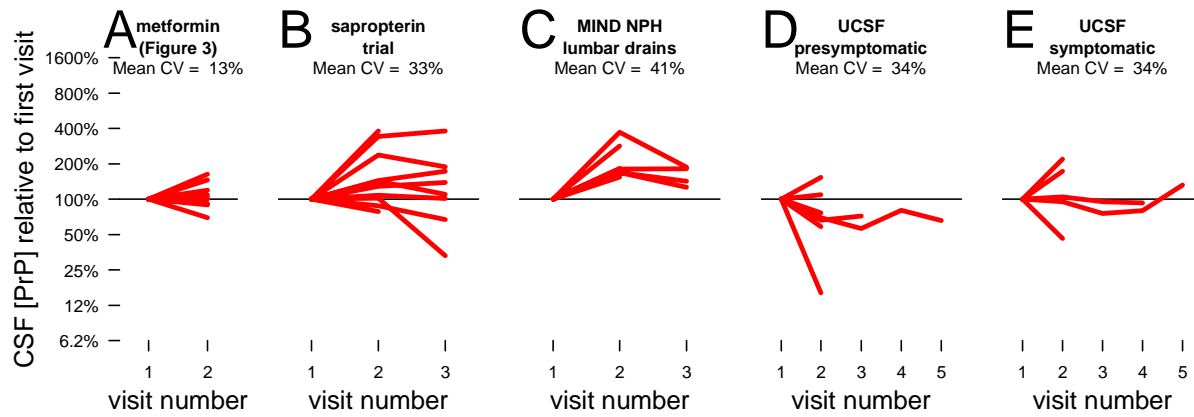 A
metformin
(Figure 3)
Mean CV = 13%
B
sapropterin
trial
Mean CV = 33%
C
MIND NPH
lumbar drains
Mean CV = 41%
D
UCSF
presymptomatic
Mean CV = 34%
E
UCSF
symptomatic
Mean CV = 34%
CSF [PrP] relative to first visit
1600%
800%
400%
200%
100%
50%
25%
12%
6.2%
1 2
visit number
1 2 3
visit number
1 2 3
visit number
1 2 3 4 5
visit number
1 2 3 4 5
visit number